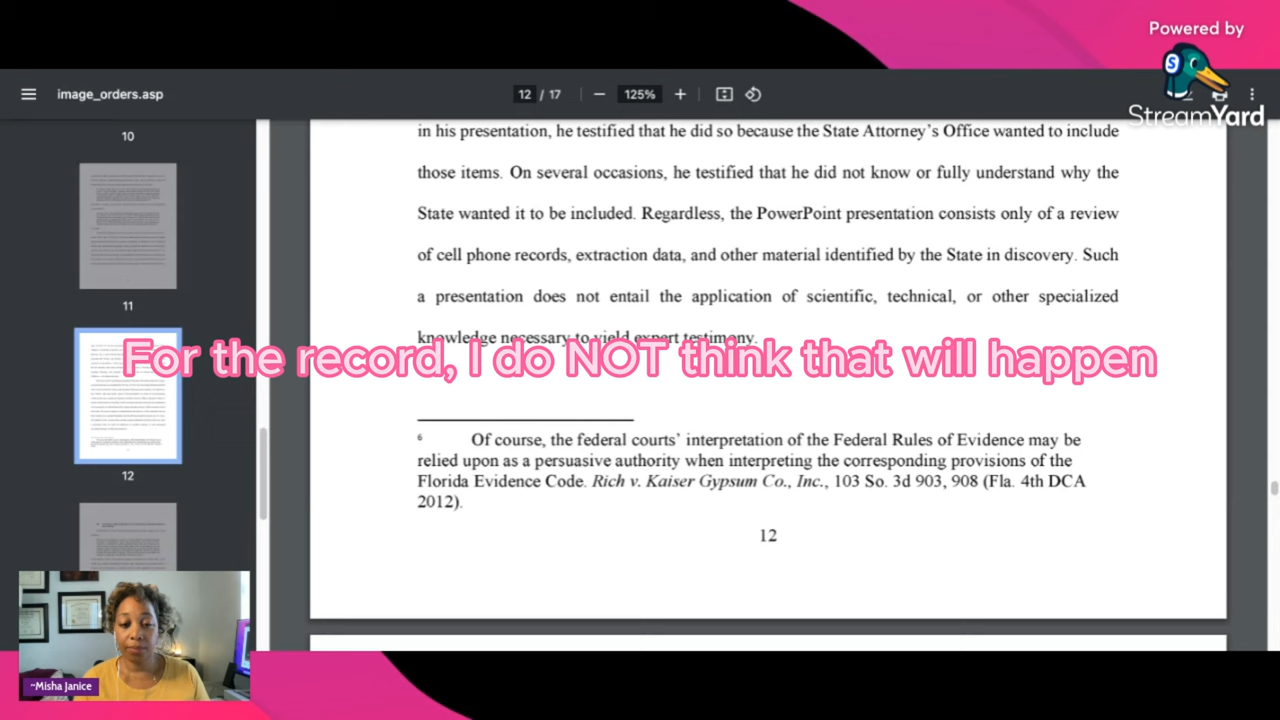 Powered by
StreamYard
S
image_orders.asp
12 / 17
125%
10
11
12
in his presentation, he testified that he did so because the State Attorney's Office wanted to include
those items. On several occasions, he testified that he did not know or fully understand why the
State wanted it to be included. Regardless, the PowerPoint presentation consists only of a review
of cell phone records, extraction data, and other material identified by the State in discovery. Such
a presentation does not entail the application of scientific, technical, or other specialized
knowledge necessary to yield expert testimony.
For the record, I do NOT think that will happen
6 Of course, the federal courts' interpretation of the Federal Rules of Evidence may be
relied upon as a persuasive authority when interpreting the corresponding provisions of the
Florida Evidence Code. Rich v. Kaiser Gypsum Co., Inc., 103 So. 3d 903, 908 (Fla. 4th DCA
2012).
12
~Misha Janice